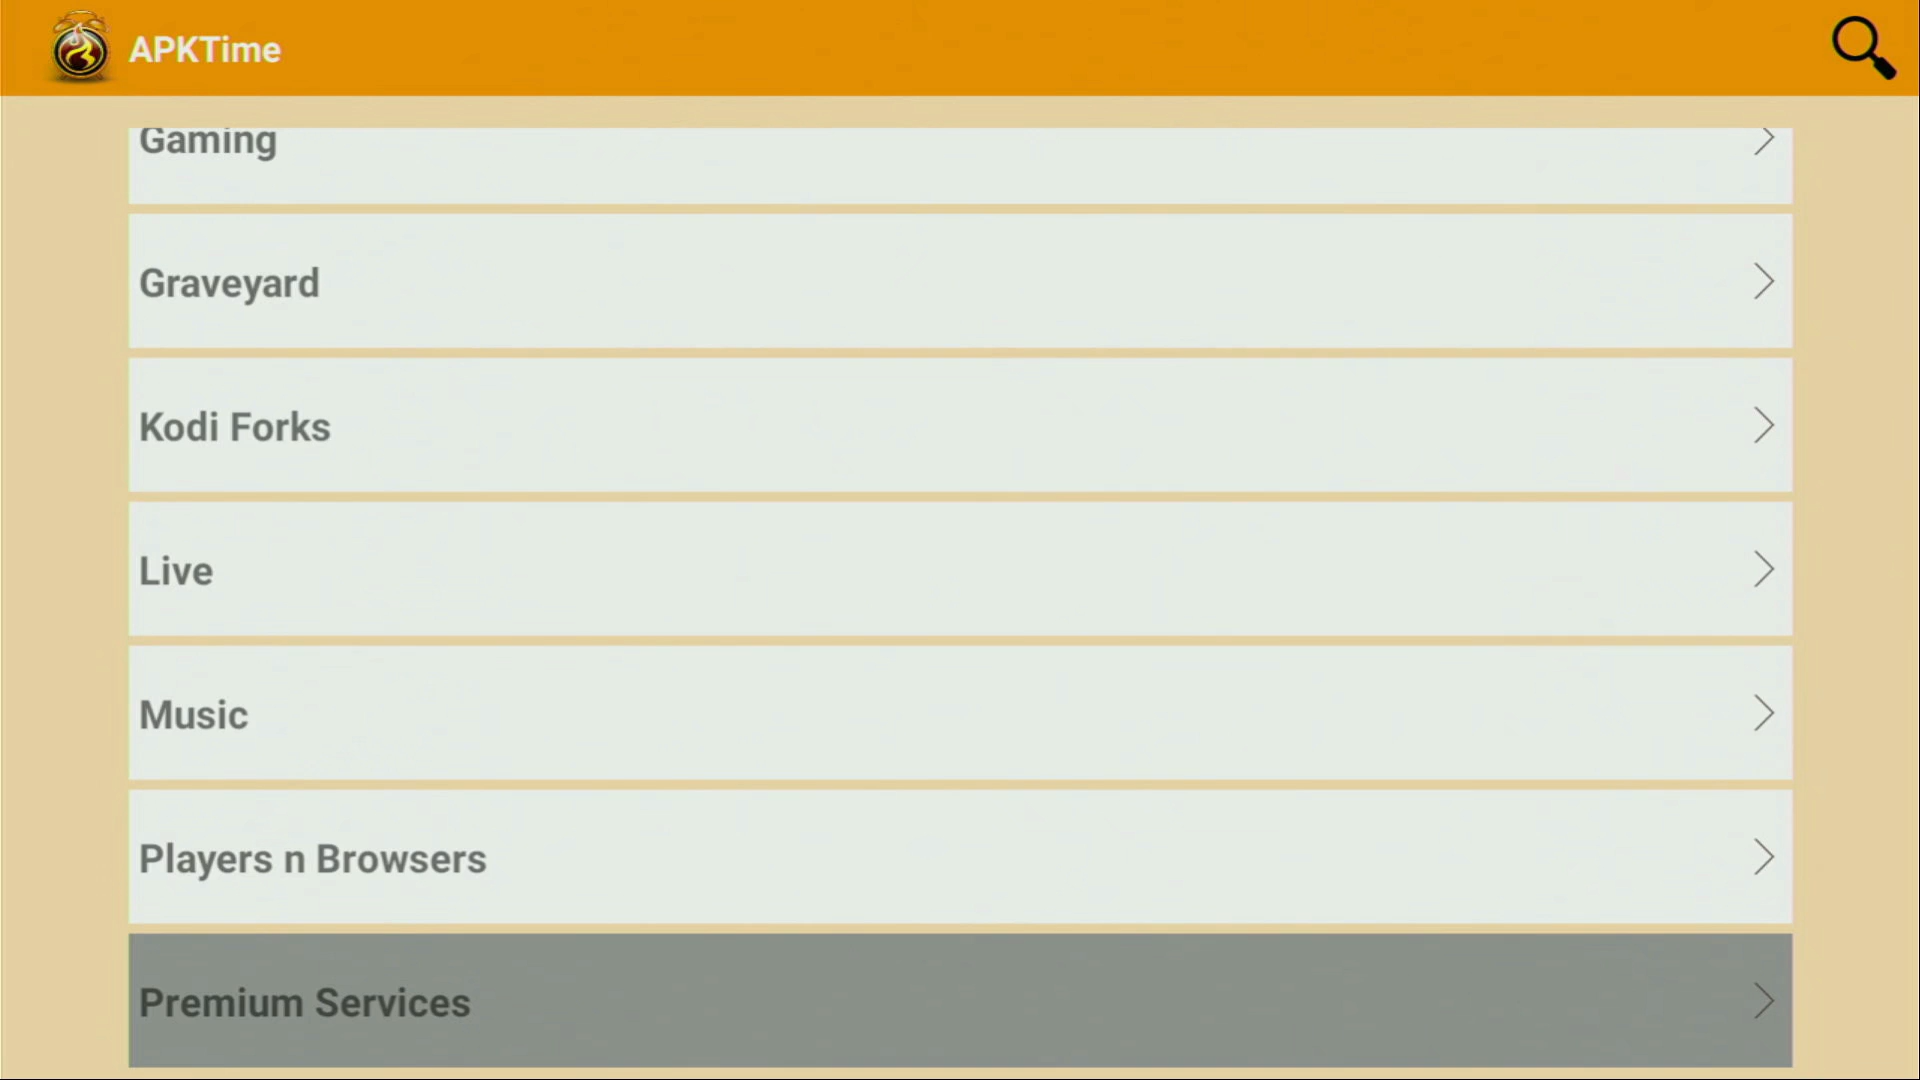 APKTime
Gaming
Graveyard
Kodi Forks
Live
Music
Players n Browsers
Premium Services